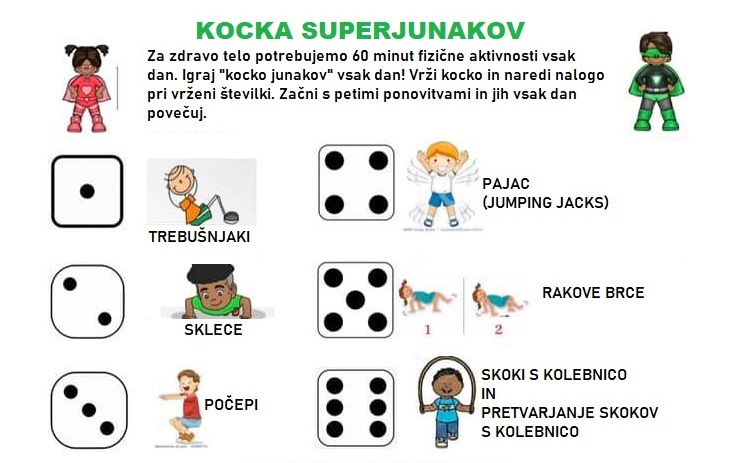 KOCKA SUPERJUNAKOV
Za zdravo telo potrebujemo 60 minut fizične aktivnosti vsak
dan. Igraj "kocko junakov" vsak dan! Vrži kocko in naredi nalogo
pri vrženi številki. Začni s petimi ponovitvami in jih vsak dan
povečuj.
TREBUŠNJAKI
PAJAC
(JUMPING JACKS)
SKLECE
RAKOVE BRCE
1
2
POČEPI
SKOKI S KOLEBNICO
IN
PRETVARJANJE SKOKOV
S KOLEBNICO